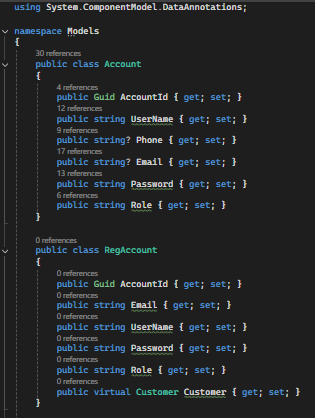 using System.ComponentModel.DataAnnotations;
namespace Models
{
30 references
public class Account
{
4 references
public Guid AccountId { get; set; }
12 references
public string UserName { get; set; }
9 references
public string? Phone { get; set; }
17 references
public string? Email { get; set; }
13 references
public string Password { get; set; }
6 references
public string Role { get; set; }
}
0 references
public class RegAccount
{
0 references
public Guid AccountId { get; set; }
0 references
public string Email { get; set; }
0 references
public string UserName { get; set; }
0 references
public string Password { get; set; }
0 references
public string Role { get; set; }
0 references
public virtual Customer Customer { get; set; }
}